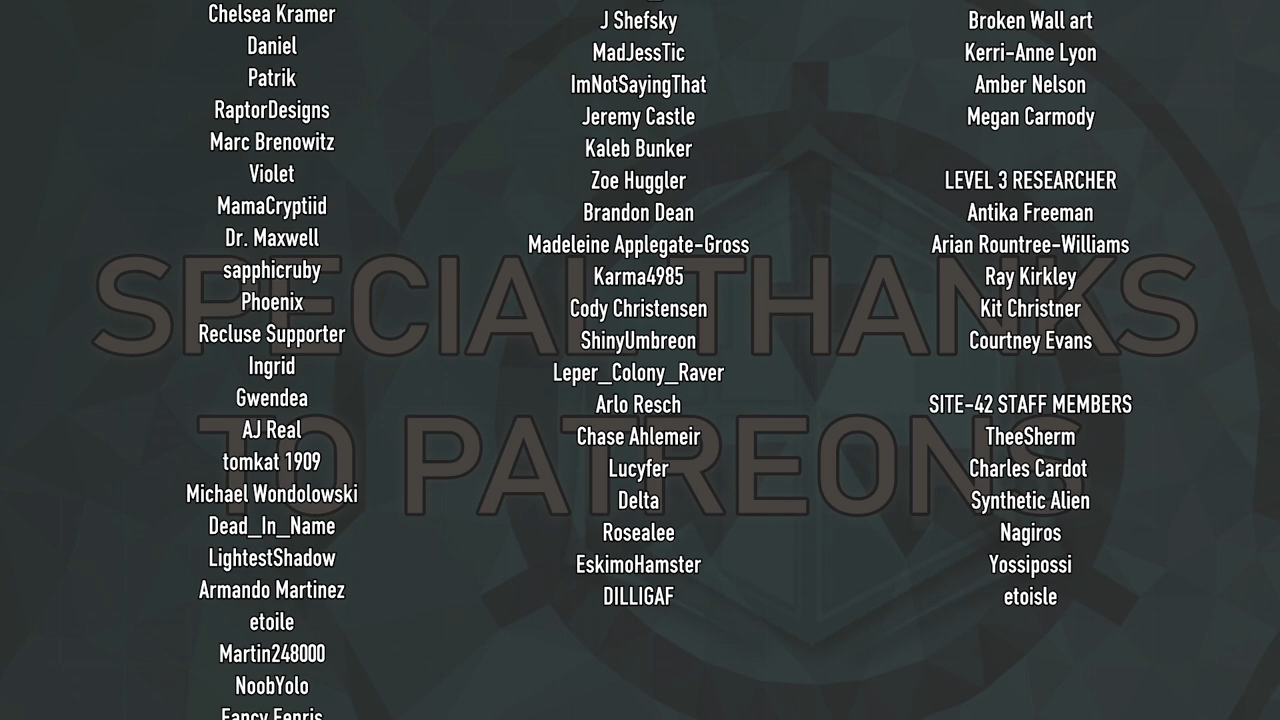 SPECIAL THANKS
TO PATREONS
Chelsea Kramer
Daniel
Patrik
RaptorDesigns
Marc Brenowitz
Violet
MamaCryptiid
Dr. Maxwell
sapphicruby
Phoenix
Recluse Supporter
Ingrid
Gwendea
AJ Real
tomkat 1909
Michael Wondolowski
Dead_In_Name
LightestShadow
Armando Martinez
etoile
Martin248000
NoobYolo
Fancy Fenris
J Shefsky
MadJessTic
ImNotSayingThat
Jeremy Castle
Kaleb Bunker
Zoe Huggler
Brandon Dean
Madeleine Applegate-Gross
Karma4985
Cody Christensen
ShinyUmbreon
Leper_Colony_Raver
Arlo Resch
Chase Ahlemeir
Lucyfer
Delta
Rosealee
EskimoHamster
DILLIGAF
Broken Wall art
Kerri-Anne Lyon
Amber Nelson
Megan Carmody
LEVEL 3 RESEARCHER
Antika Freeman
Arian Rountree-Williams
Ray Kirkley
Kit Christner
Courtney Evans
SITE-42 STAFF MEMBERS
TheeSherm
Charles Cardot
Synthetic Alien
Nagiros
Yossipossi
etoisle